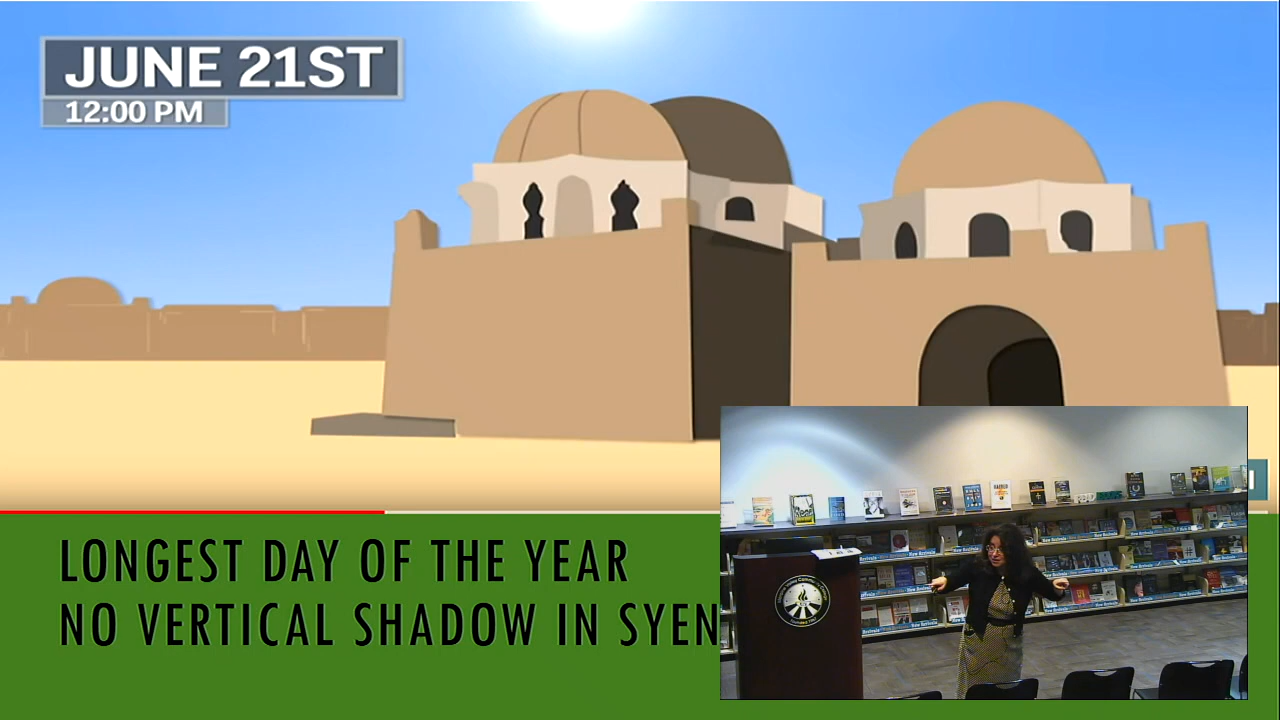 JUNE 21ST
12:00 PM
LONGEST DAY OF THE YEAR
NO VERTICAL SHADOW IN SYEN